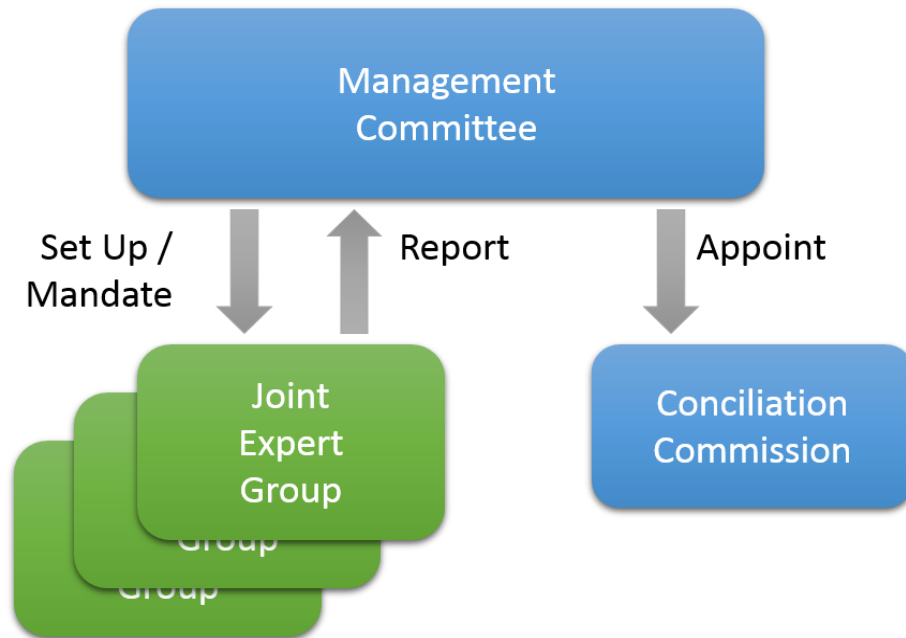 Management
Committee
Set Up /
Mandate
Report
Appoint
Joint
Expert
Group
Group
Group
Conciliation
Commission